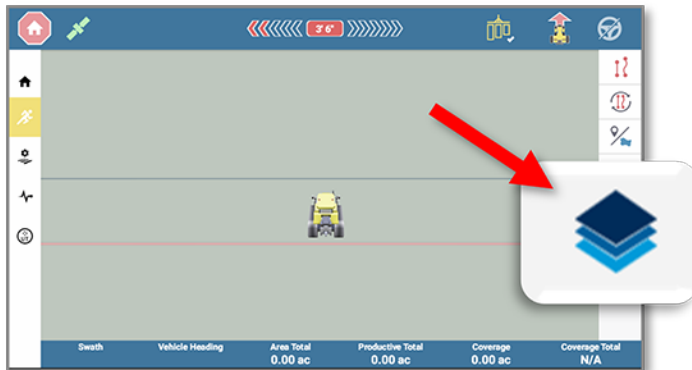 3' 6"
Swath
Vehicle Heading
Area Total
0.00 ac
Productive Total
0.00 ac
Coverage
0.00 ac
Coverage Total
N/A